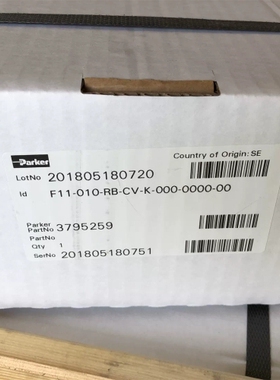 Parker
Country of Origin: SE
LotNo 201805180720
Id F11-010-RB-CV-K-000-0000-00
Parker
PartNo 3795259
PartNo
Qty 1
SerNo 201805180751